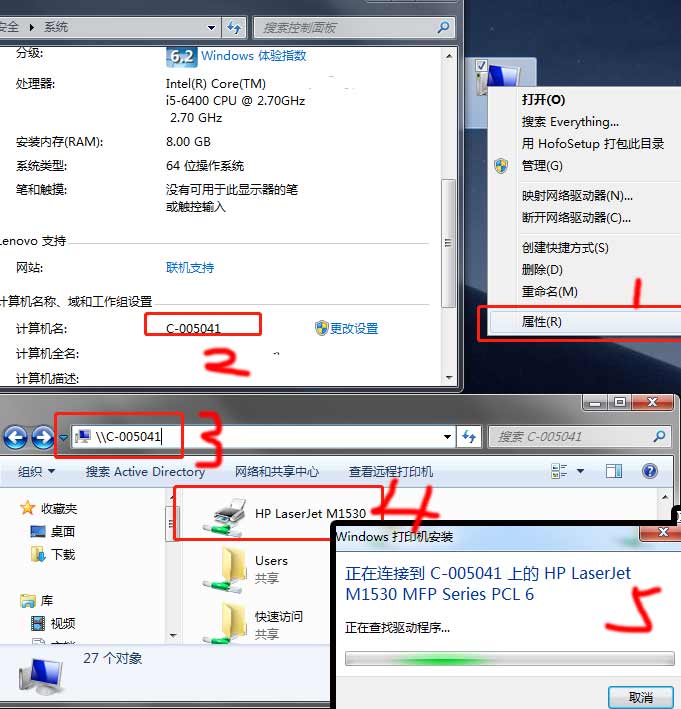 安全 ▸ 系统
搜索控制面板
分级:
6.2 Windows 体验指数
处理器:
Intel(R) Core(TM)
i5-6400 CPU @ 2.70GHz
2.70 GHz
安装内存(RAM):
8.00 GB
系统类型:
64 位操作系统
笔和触摸:
没有可用于此显示器的笔
或触控输入
Lenovo 支持
网站:
联机支持
计算机名称、域和工作组设置
计算机名:
C-005041
更改设置
2
计算机全名:
计算机描述:
打开(O)
搜索 Everything...
用 HofoSetup 打包此目录
管理(G)
映射网络驱动器(N)...
断开网络驱动器(C)...
创建快捷方式(S)
删除(D)
重命名(M)
1
属性(R)
\\C-005041
3
搜索 C-005041
组织
搜索 Active Directory
网络和共享中心
查看远程打印机
收藏夹
桌面
下载
库
视频
HP LaserJet M1530
4
Users
共享
快速访问
共享
27 个对象
Windows 打印机安装
正在连接到 C-005041 上的 HP LaserJet
M1530 MFP Series PCL 6
5
正在查找驱动程序...
取消